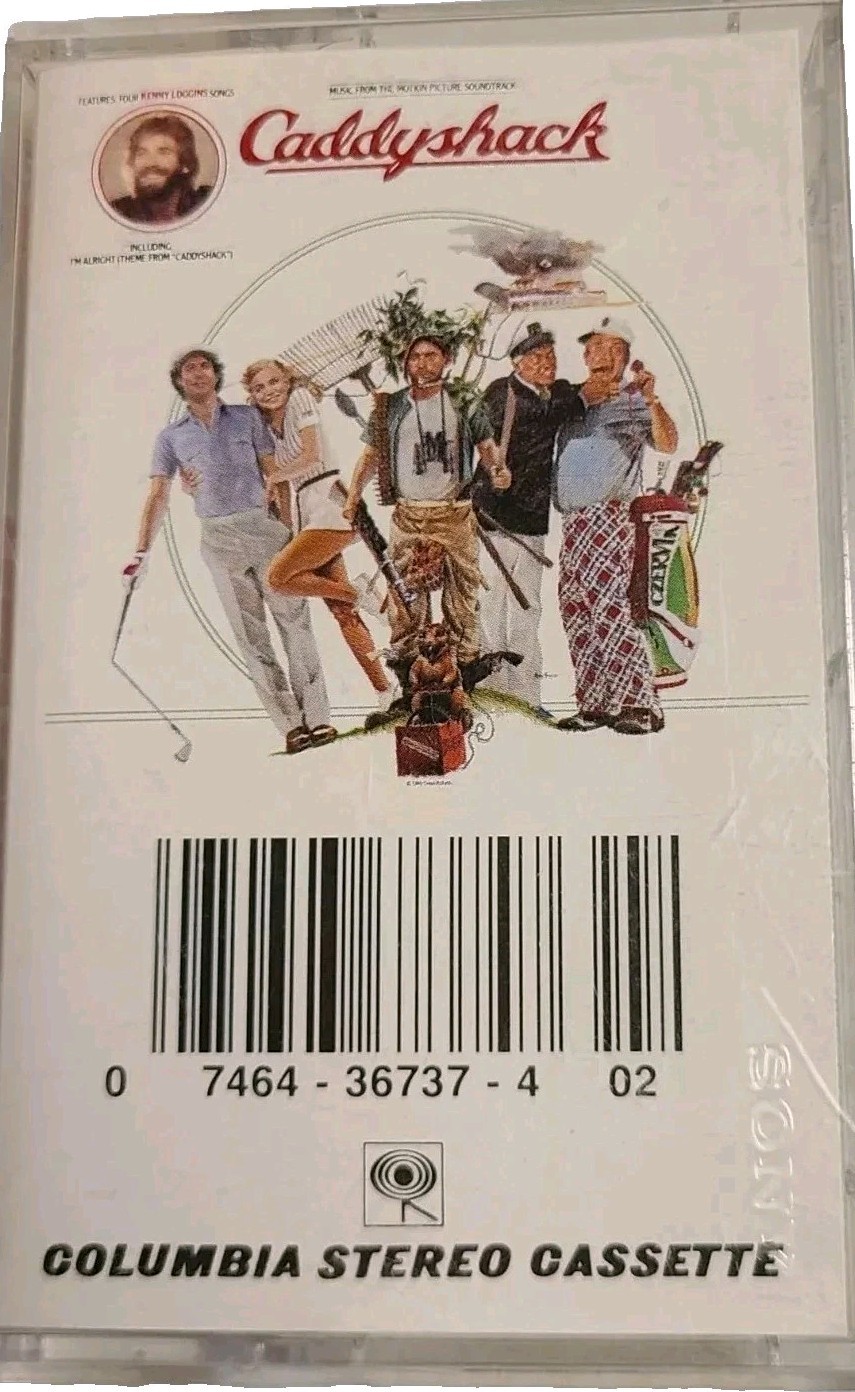 FEATURES FOUR KENNY LOGGINS SONGS
MUSIC FROM THE MOTION PICTURE SOUNDTRACK
Caddyshack
INCLUDING
I'M ALRIGHT (THEME FROM "CADDYSHACK")
CZERVIK
0 7464 - 36737 - 4 02
SONY
COLUMBIA STEREO CASSETTE